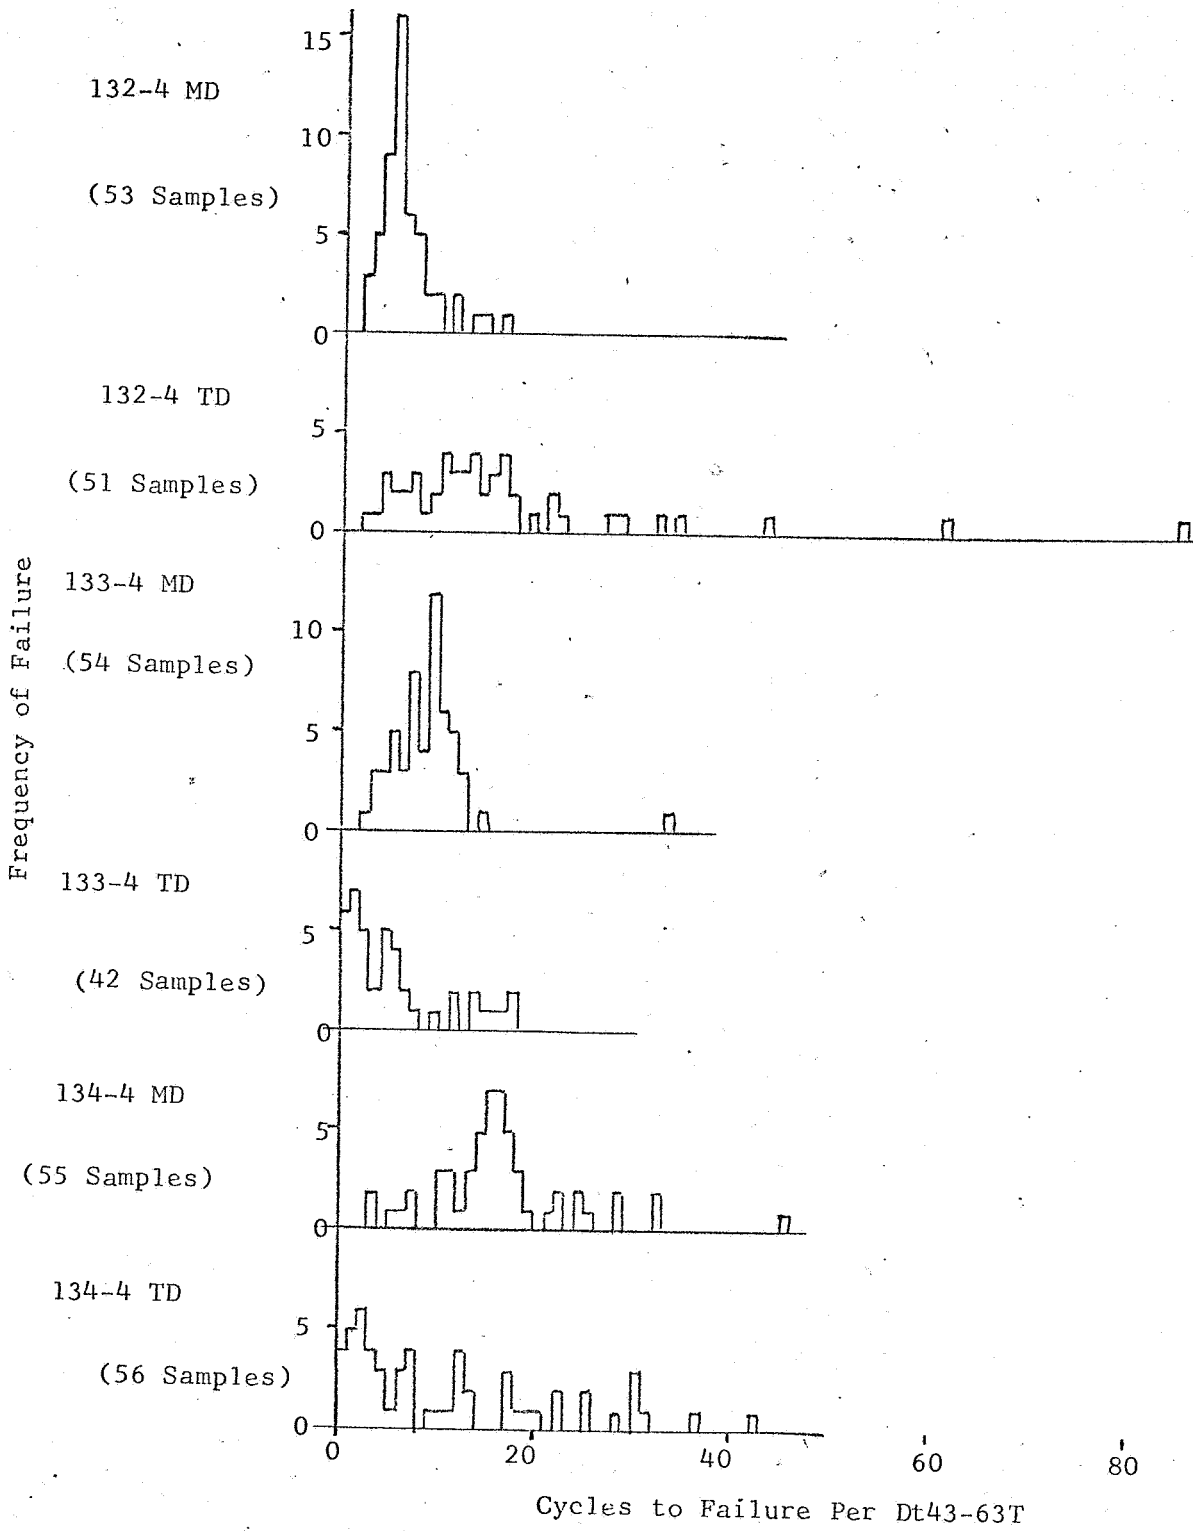 15
132-4 MD
10
(53 Samples)
5
0
132-4 TD
5
(51 Samples)
0
Frequency of Failure
133-4 MD
10
(54 Samples)
5
0
133-4 TD
5
(42 Samples)
0
134-4 MD
5
(55 Samples)
0
134-4 TD
5
(56 Samples)
0
0 20 40 60 80
Cycles to Failure Per Dt43-63T